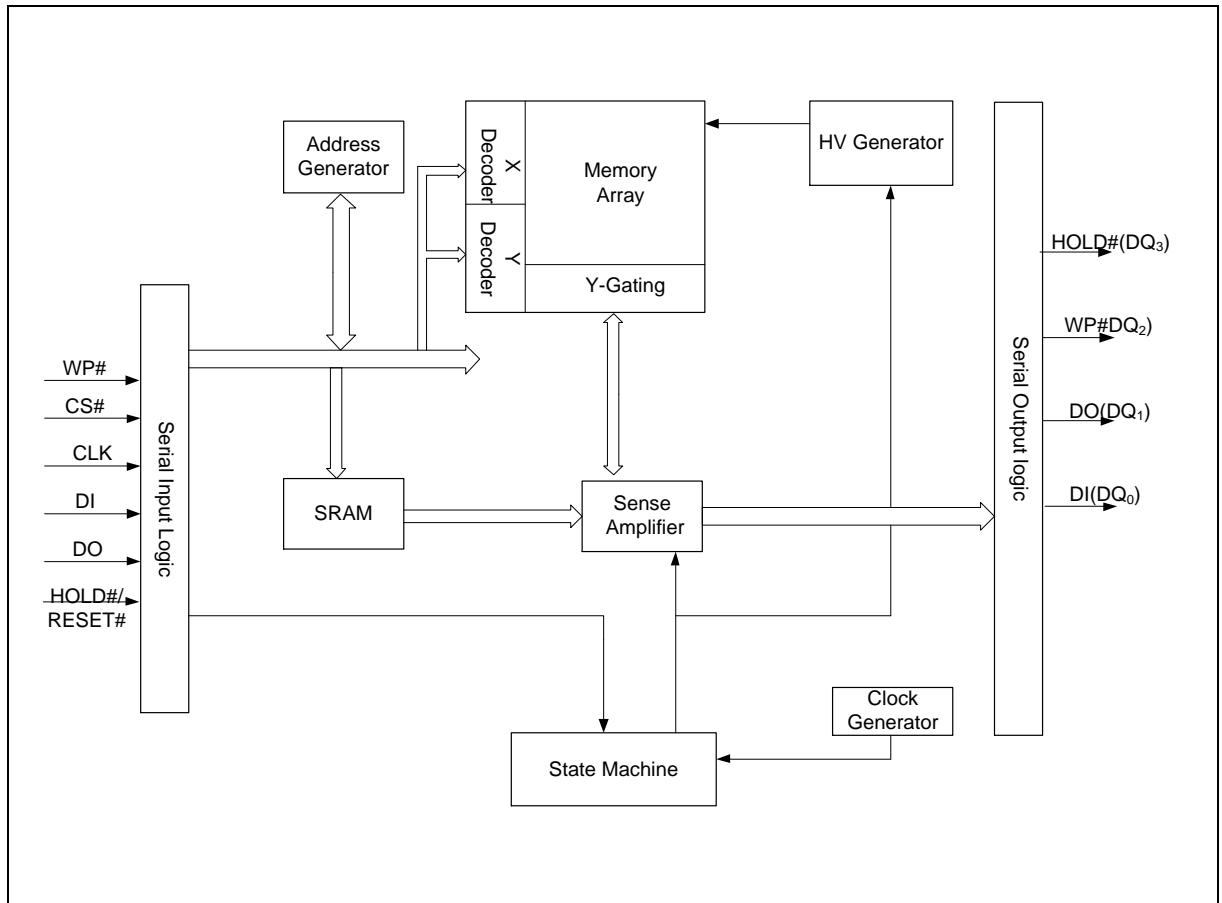 Address
Generator
X
Decoder
Y
Decoder
Memory
Array
Y-Gating
HV Generator
WP#
CS#
CLK
DI
DO
HOLD#/
RESET#
Serial Input Logic
SRAM
Sense
Amplifier
State Machine
Clock
Generator
Serial Output logic
HOLD#(DQ₃)
WP#DQ₂)
DO(DQ₁)
DI(DQ₀)